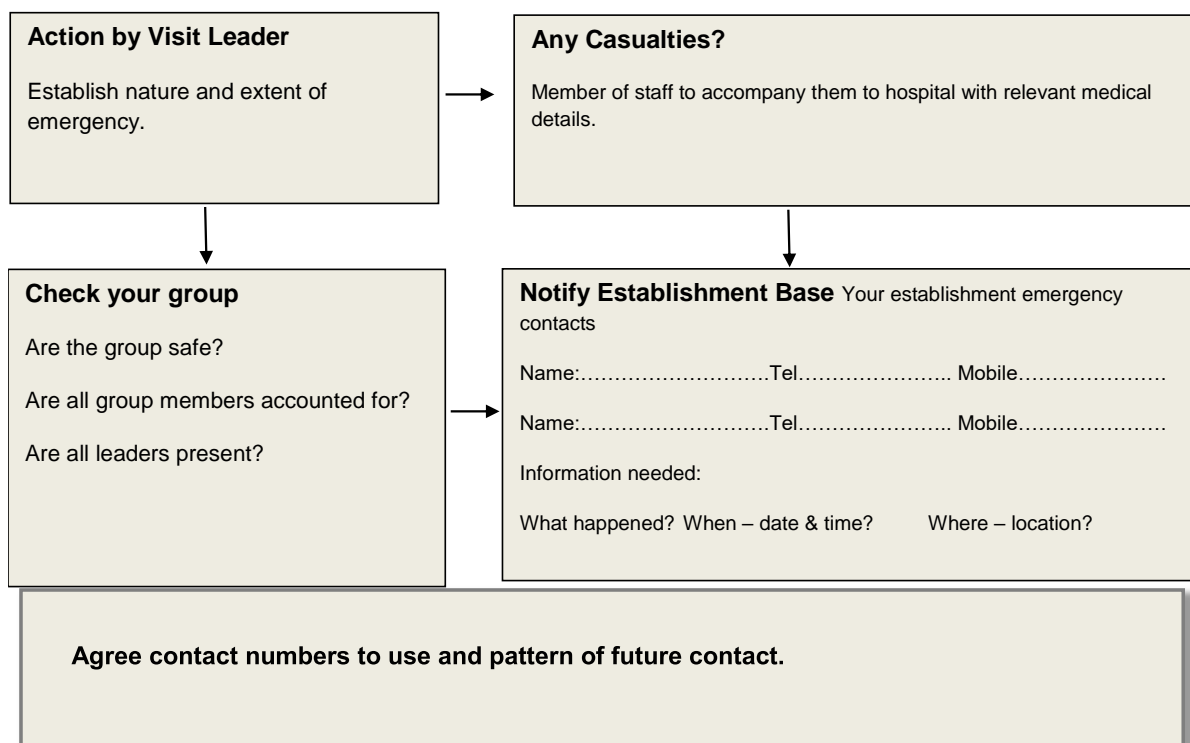 Action by Visit Leader
Establish nature and extent of
emergency.
Any Casualties?
Member of staff to accompany them to hospital with relevant medical
details.
Check your group
Are the group safe?
Are all group members accounted for?
Are all leaders present?
Notify Establishment Base Your establishment emergency
contacts
Name:……………………….Tel………………….. Mobile………………….
Name:……………………….Tel………………….. Mobile………………….
Information needed:
What happened? When – date & time? Where – location?
Agree contact numbers to use and pattern of future contact.